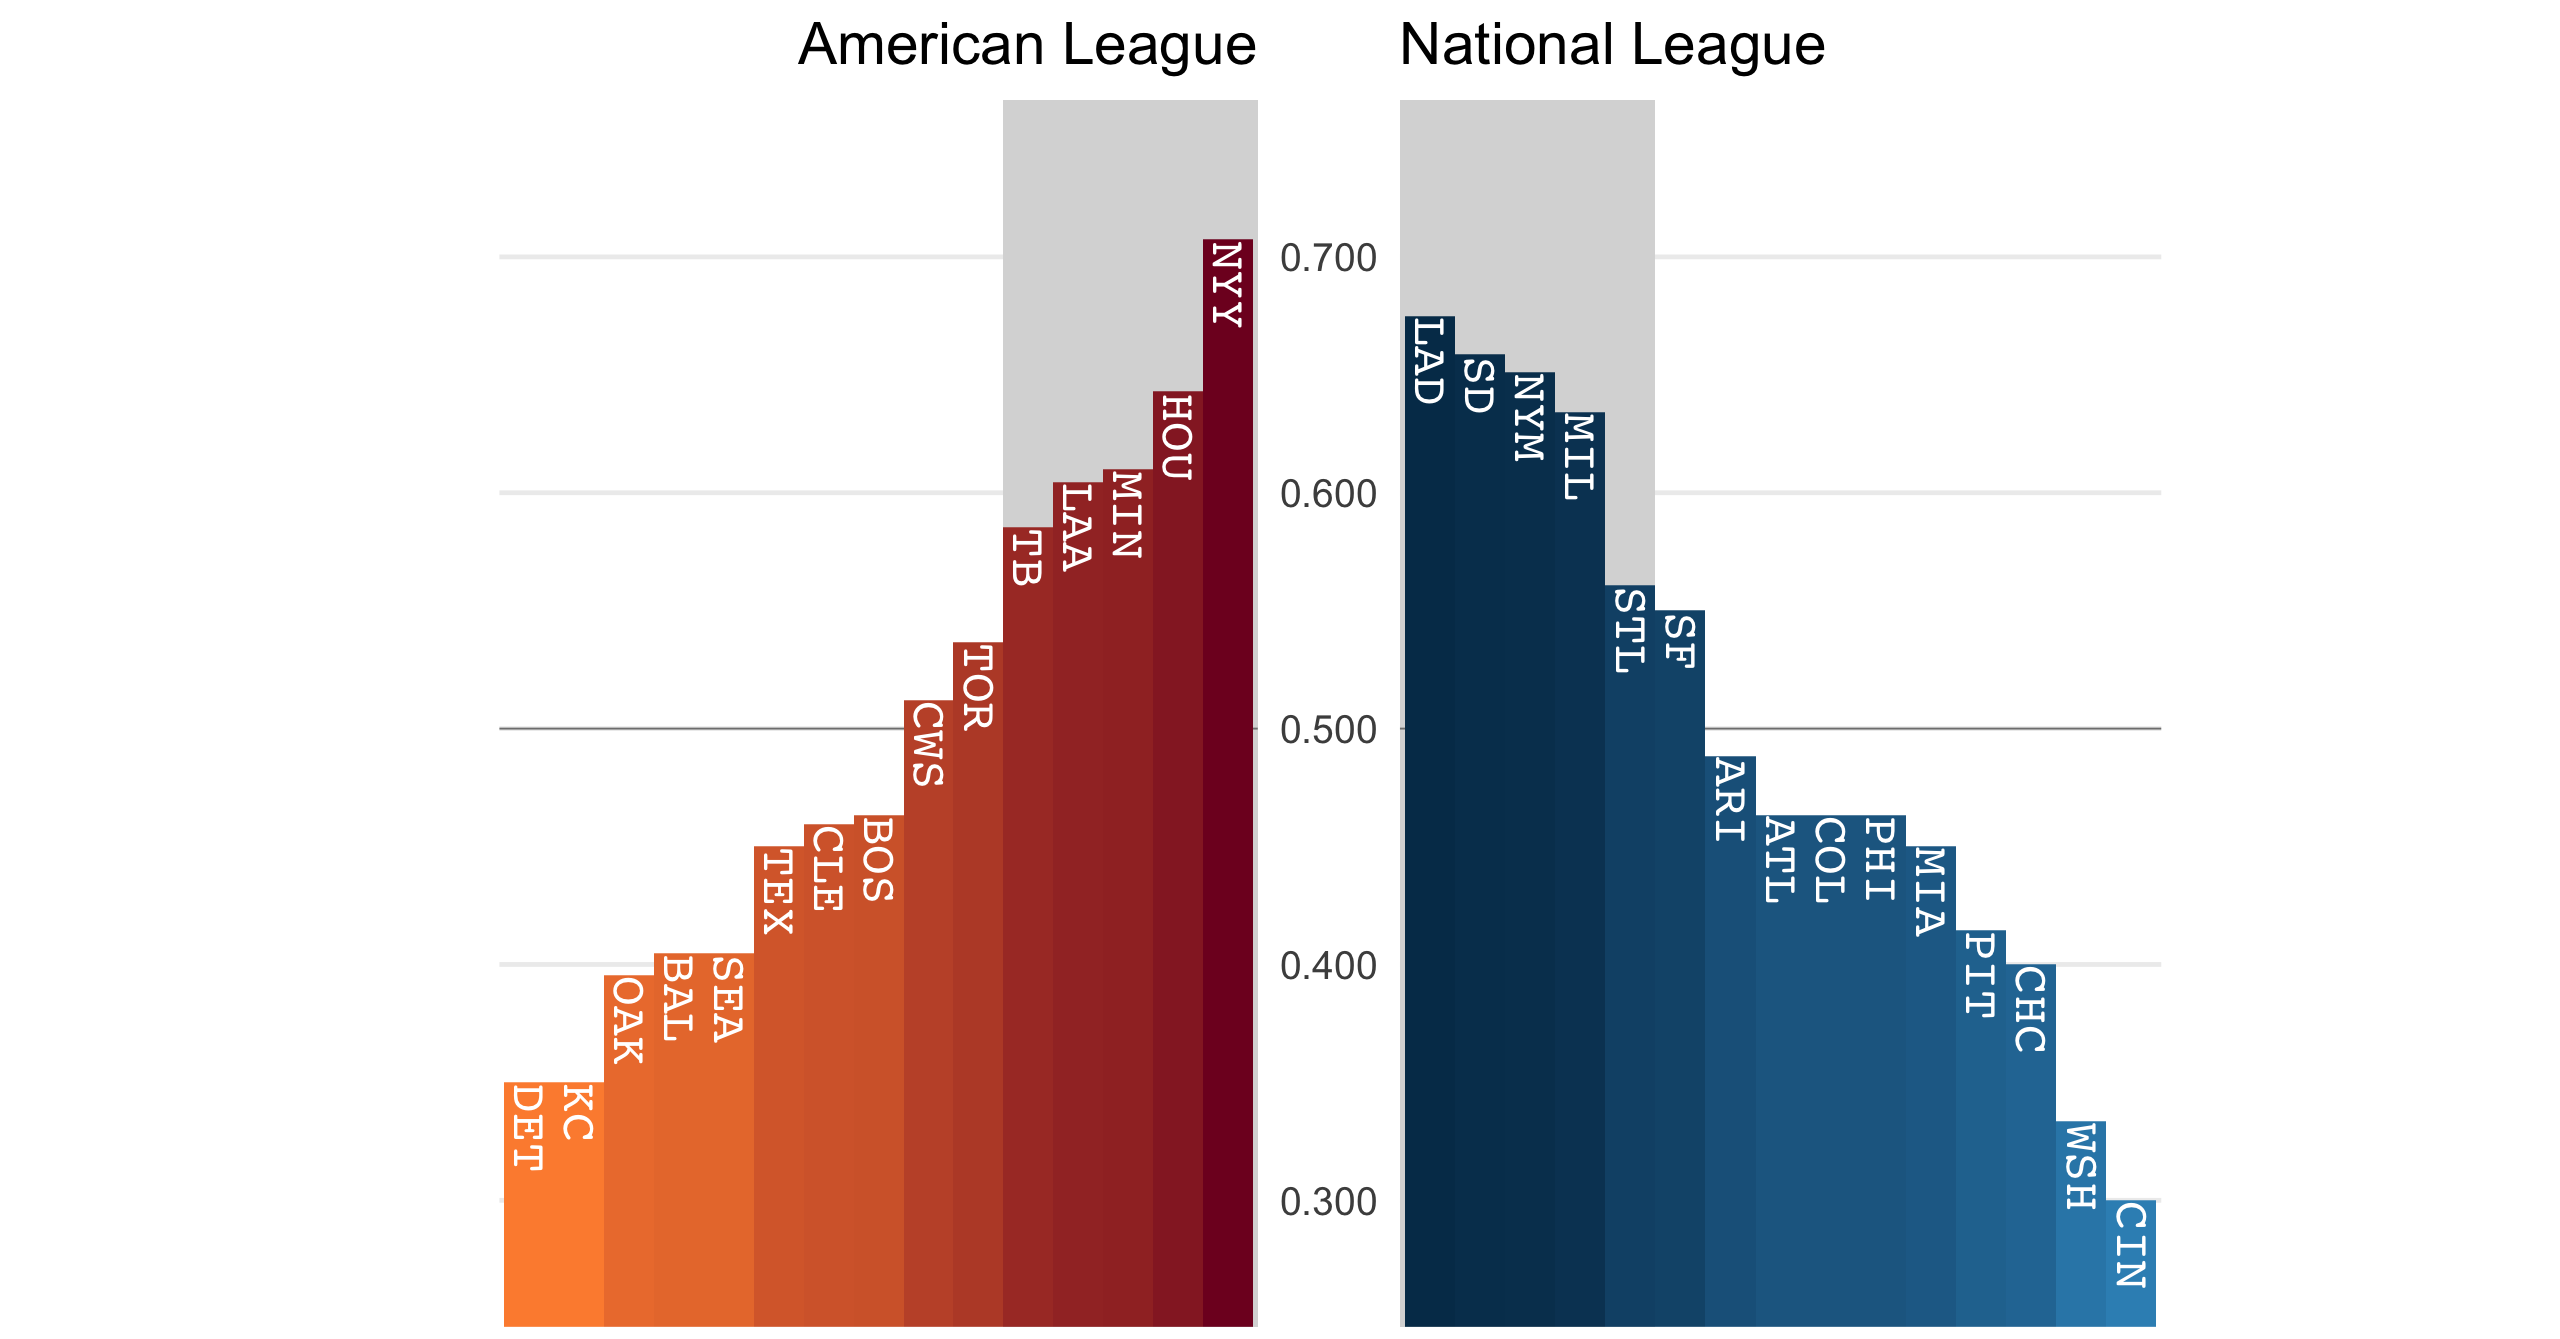 American League
National League
0.700
0.600
0.500
0.400
0.300
DET
KC
OAK
BAL
SEA
TEX
CLE
BOS
CWS
TOR
TB
LAA
MIN
HOU
NYY
LAD
SD
NYM
MIL
STL
SF
ARI
ATL
COL
PHI
MIA
PIT
CHC
WSH
CIN